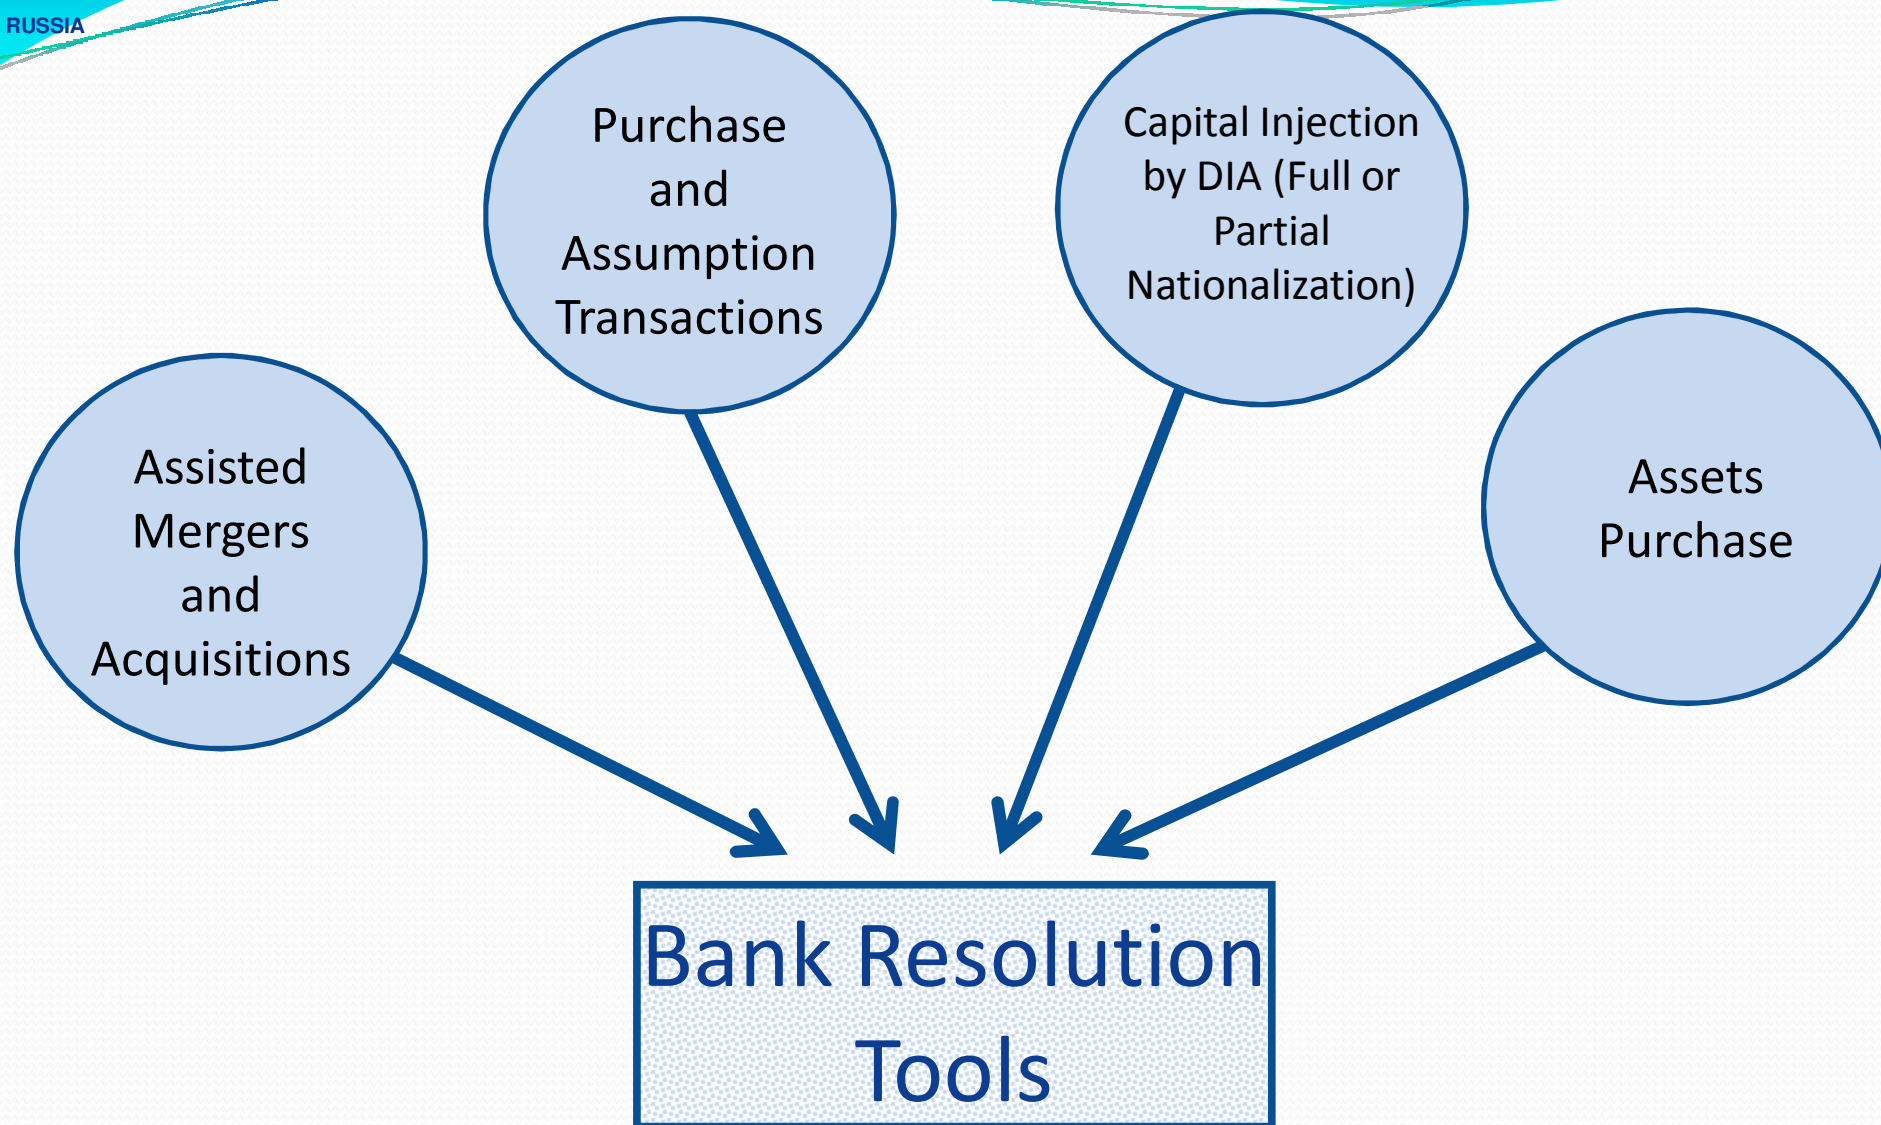 RUSSIA
Purchase
and
Assumption
Transactions
Capital Injection
by DIA (Full or
Partial
Nationalization)
Assisted
Mergers
and
Acquisitions
Assets
Purchase
Bank Resolution
Tools